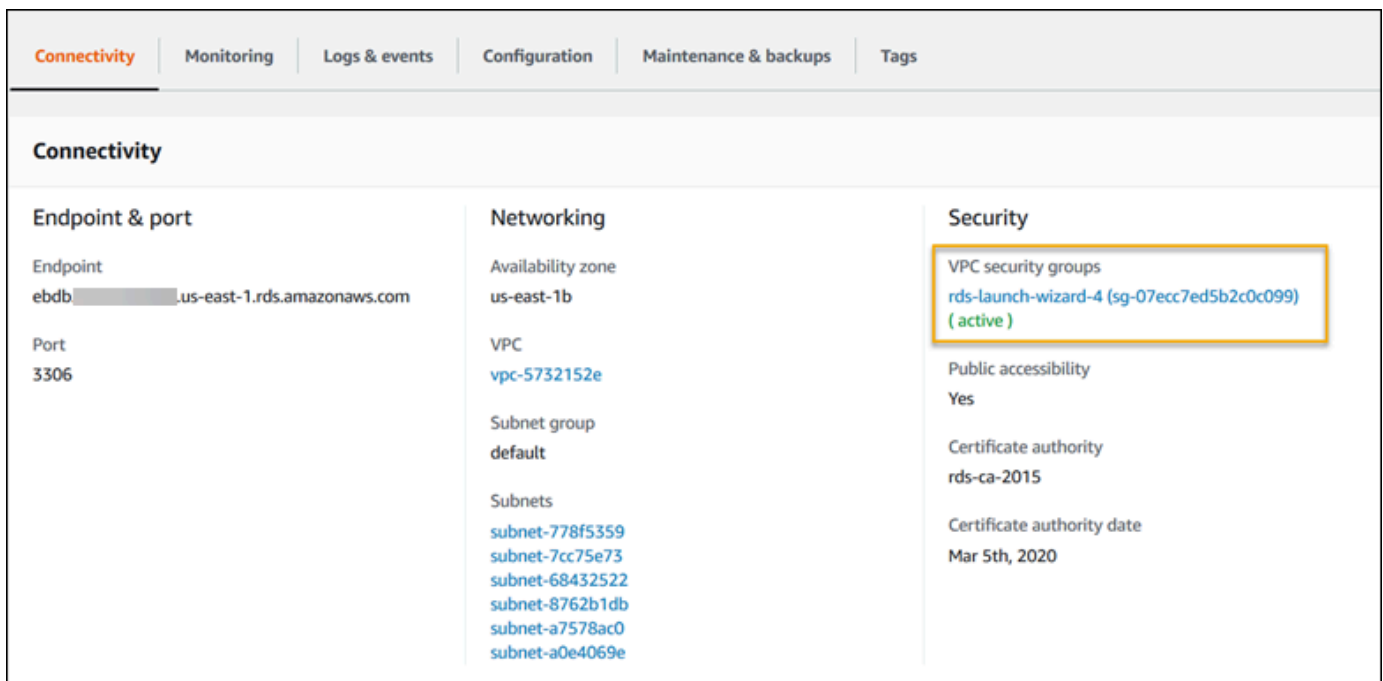 Connectivity
Monitoring
Logs & events
Configuration
Maintenance & backups
Tags
Connectivity
Endpoint & port
Endpoint
ebdb. .us-east-1.rds.amazonaws.com
Port
3306
Networking
Availability zone
us-east-1b
VPC
vpc-5732152e
Subnet group
default
Subnets
subnet-778f5359
subnet-7cc75e73
subnet-68432522
subnet-8762b1db
subnet-a7578ac0
subnet-a0e4069e
Security
VPC security groups
rds-launch-wizard-4 (sg-07ecc7ed5b2c0c099)
( active )
Public accessibility
Yes
Certificate authority
rds-ca-2015
Certificate authority date
Mar 5th, 2020